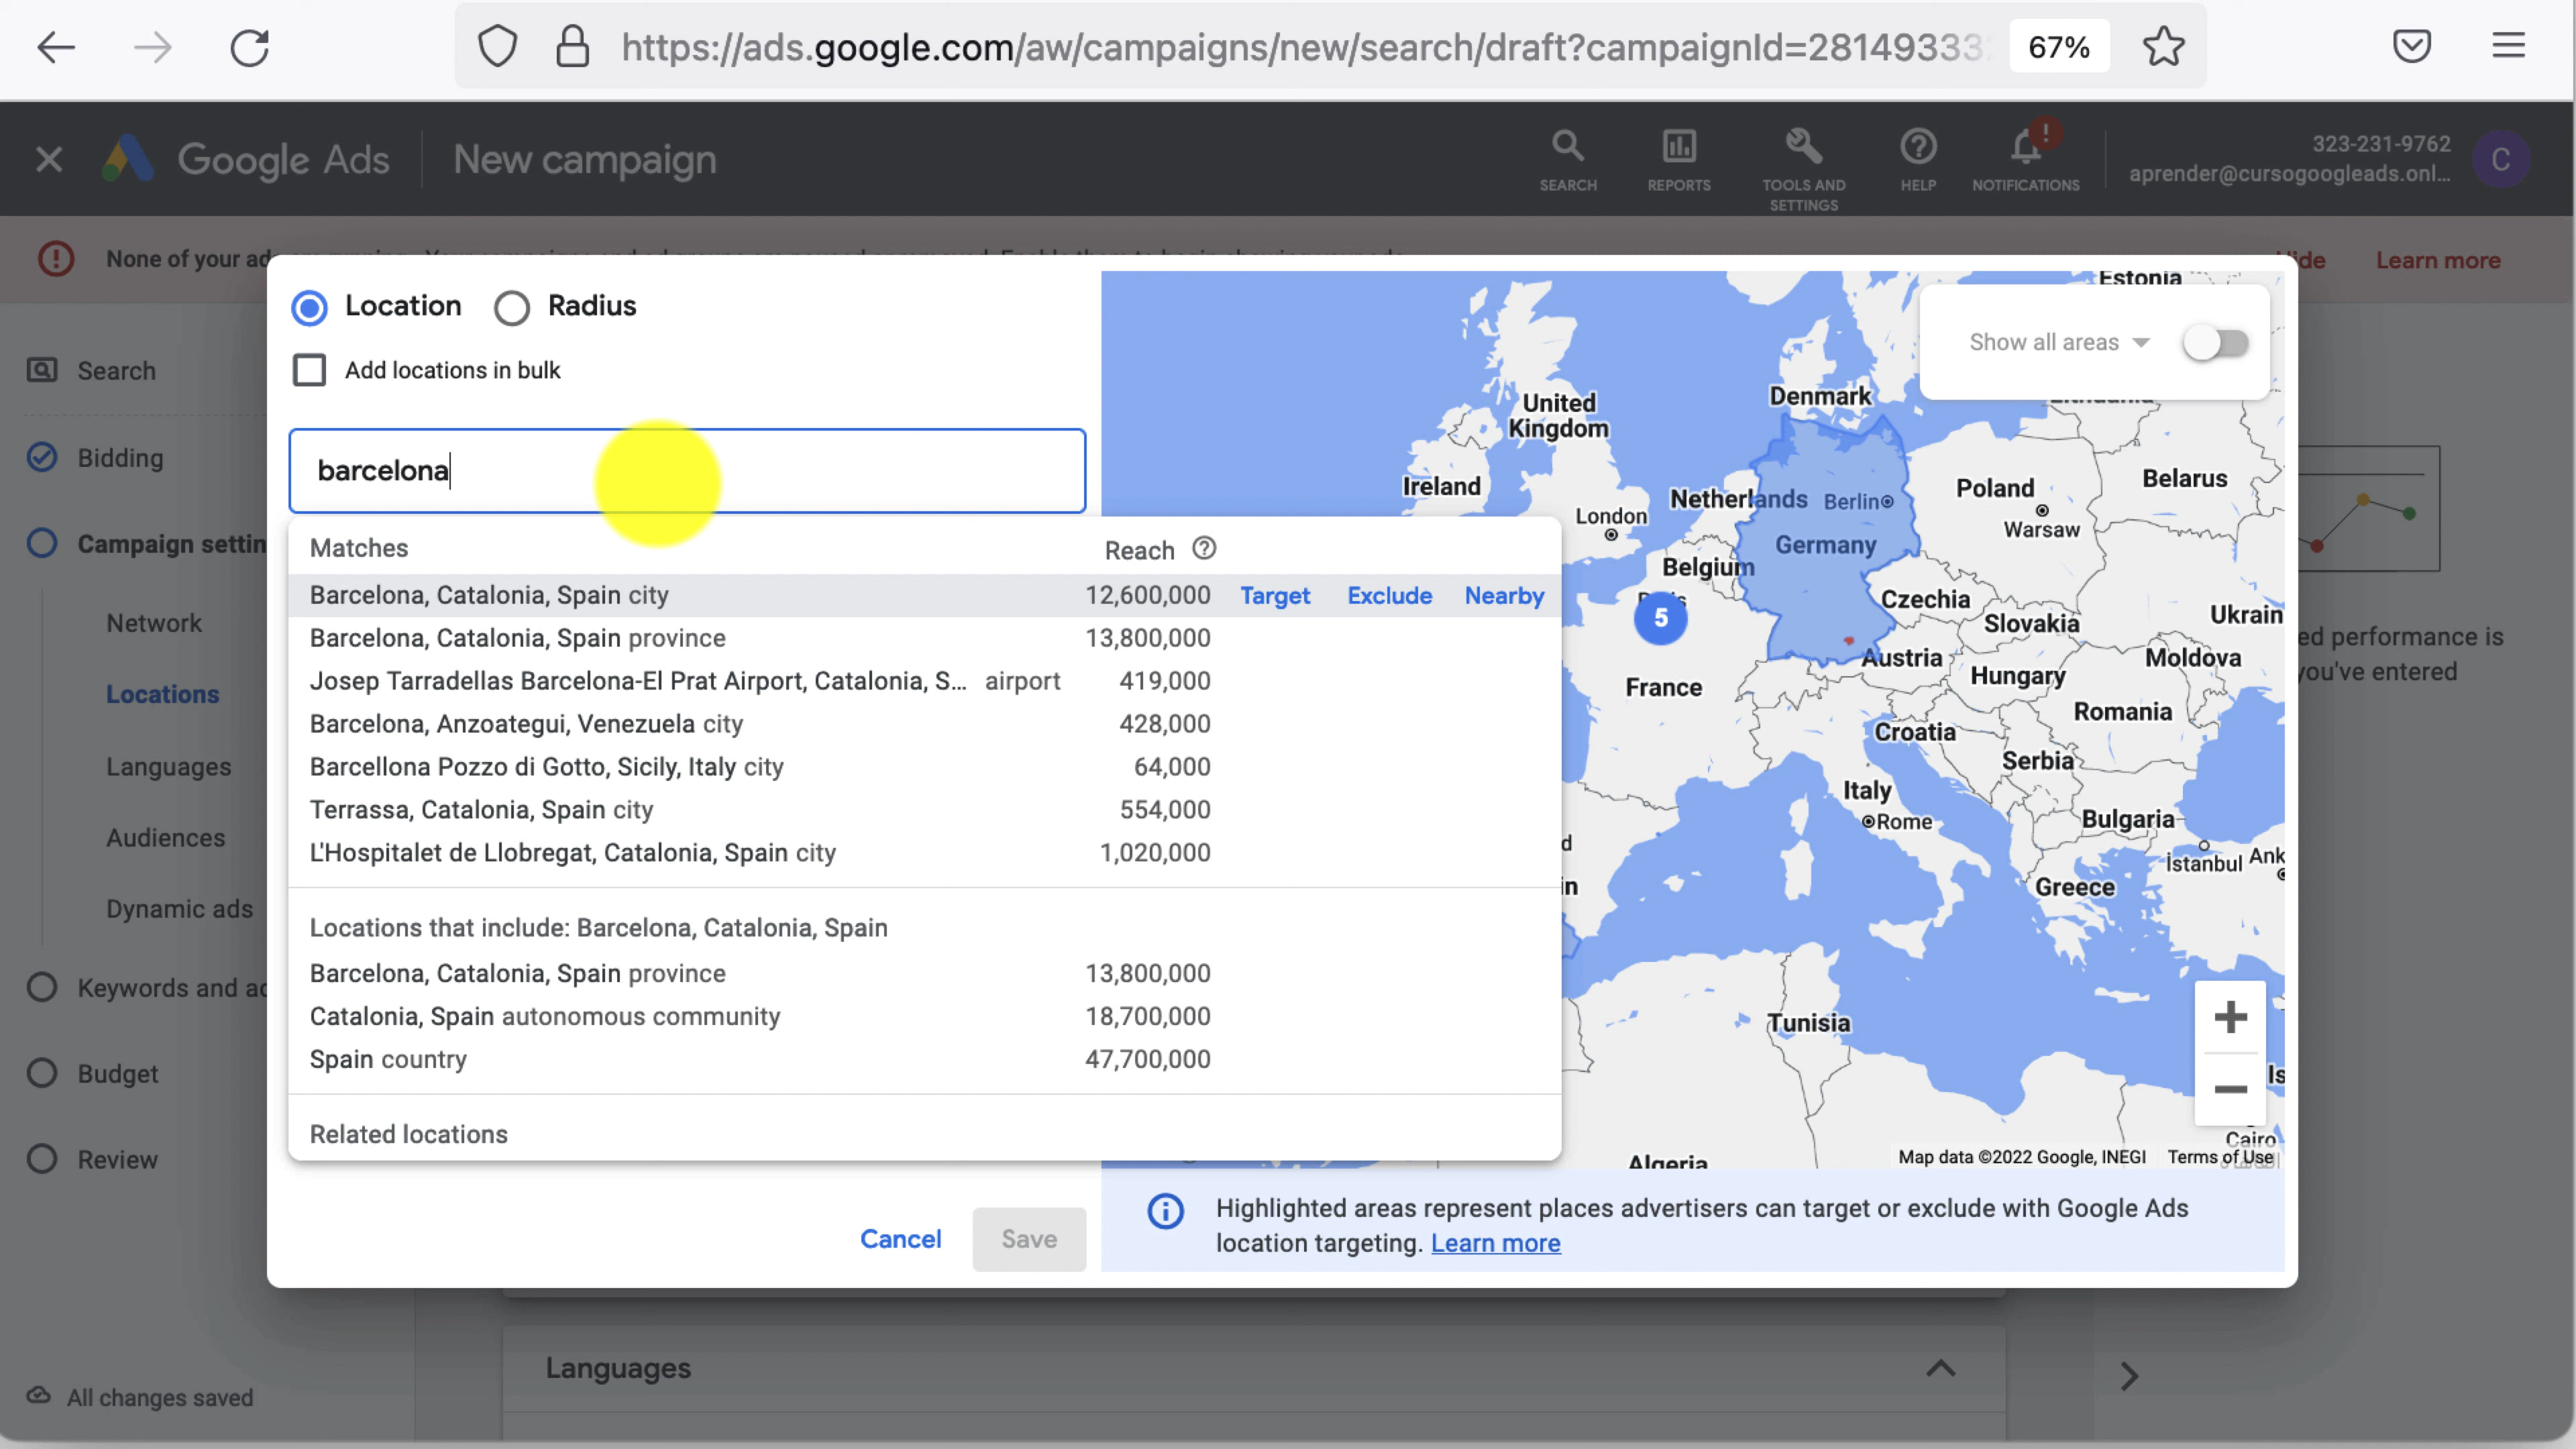 https://ads.google.com/aw/campaigns/new/search/draft?campaignId=281493333
67%
Google Ads
New campaign
SEARCH
REPORTS
TOOLS AND
SETTINGS
HELP
NOTIFICATIONS
323-231-9762
aprender@cursogoogleads.onl...
C
None of your ad
Learn more
Location
Radius
Add locations in bulk
barcelona
Matches
Reach
Barcelona, Catalonia, Spain city 12,600,000 Target Exclude Nearby
Barcelona, Catalonia, Spain province 13,800,000
Josep Tarradellas Barcelona-El Prat Airport, Catalonia, S... airport 419,000
Barcelona, Anzoategui, Venezuela city 428,000
Barcellona Pozzo di Gotto, Sicily, Italy city 64,000
Terrassa, Catalonia, Spain city 554,000
L'Hospitalet de Llobregat, Catalonia, Spain city 1,020,000
Locations that include: Barcelona, Catalonia, Spain
Barcelona, Catalonia, Spain province 13,800,000
Catalonia, Spain autonomous community 18,700,000
Spain country 47,700,000
Related locations
Cancel
Save
Search
Bidding
Campaign settin
Network
Locations
Languages
Audiences
Dynamic ads
Keywords and ad
Budget
Review
All changes saved
Languages
Show all areas
Estonia
Denmark
United
Kingdom
Ireland
London
Netherlands
Berlin
Poland
Warsaw
Belarus
Germany
Belgium
5
Czechia
Slovakia
Ukrain
Austria
Hungary
Moldova
France
Romania
Croatia
Serbia
Italy
Rome
Bulgaria
İstanbul
Ank
Greece
Tunisia
Algeria
Cairo
Is
Map data ©2022 Google, INEGI
Terms of Use
Highlighted areas represent places advertisers can target or exclude with Google Ads
location targeting. Learn more
ed performance is
you've entered